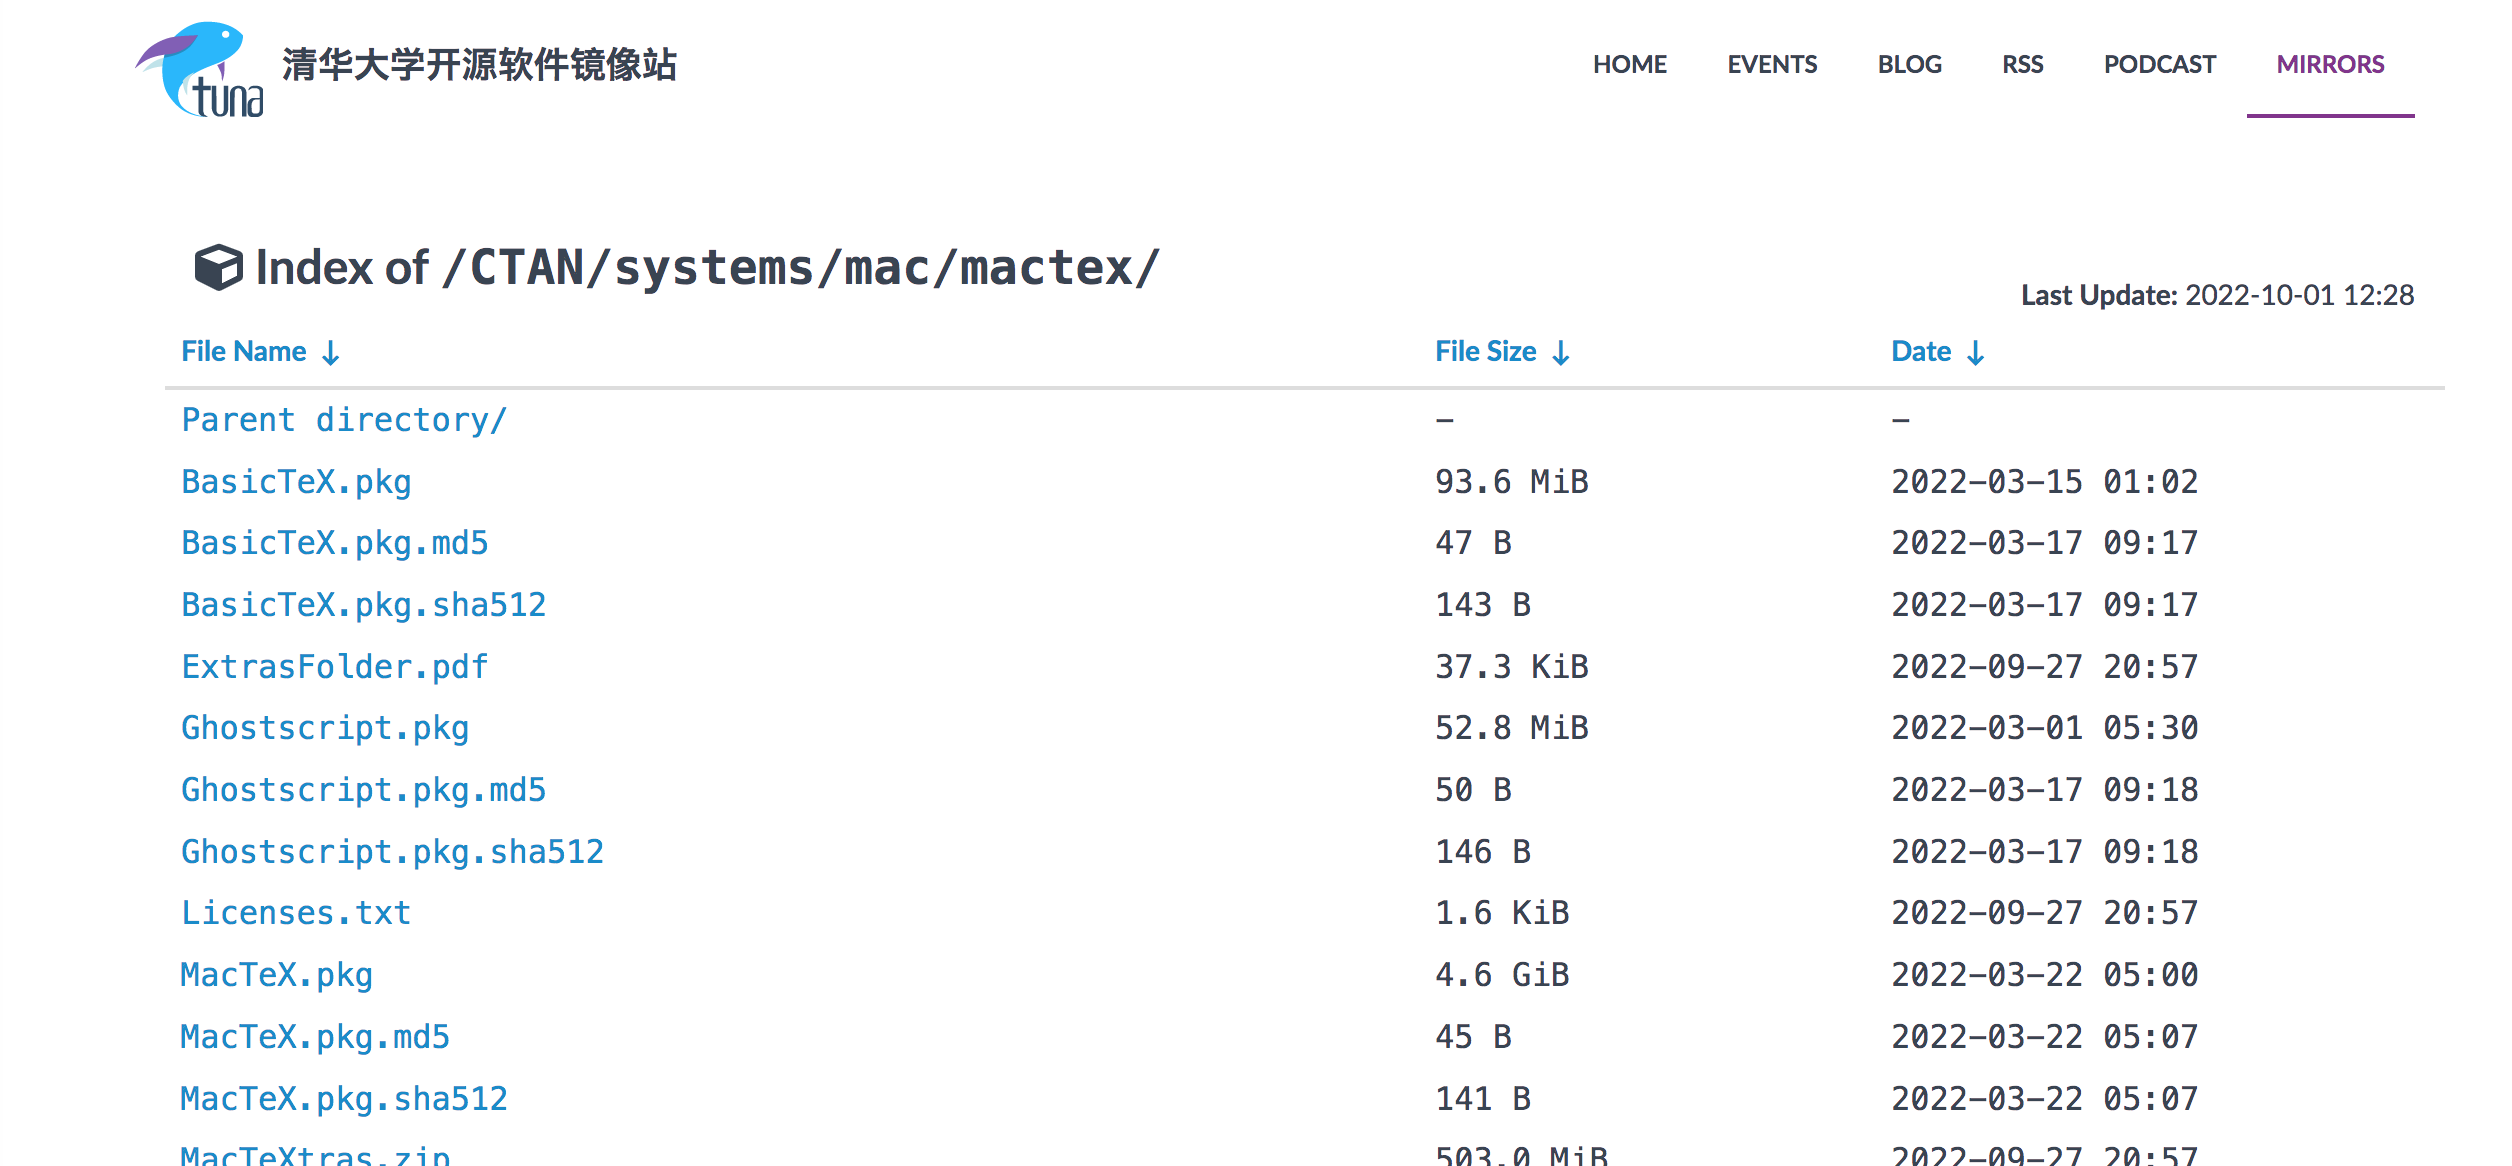 tuna
清华大学开源软件镜像站
HOME EVENTS BLOG RSS PODCAST MIRRORS
Index of /CTAN/systems/mac/mactex/
Last Update: 2022-10-01 12:28
File Name ↓ File Size ↓ Date ↓
Parent directory/ - -
BasicTeX.pkg 93.6 MiB 2022-03-15 01:02
BasicTeX.pkg.md5 47 B 2022-03-17 09:17
BasicTeX.pkg.sha512 143 B 2022-03-17 09:17
ExtrasFolder.pdf 37.3 KiB 2022-09-27 20:57
Ghostscript.pkg 52.8 MiB 2022-03-01 05:30
Ghostscript.pkg.md5 50 B 2022-03-17 09:18
Ghostscript.pkg.sha512 146 B 2022-03-17 09:18
Licenses.txt 1.6 KiB 2022-09-27 20:57
MacTeX.pkg 4.6 GiB 2022-03-22 05:00
MacTeX.pkg.md5 45 B 2022-03-22 05:07
MacTeX.pkg.sha512 141 B 2022-03-22 05:07
MacTeXtras.zip 503.0 MiB 2022-09-27 20:57